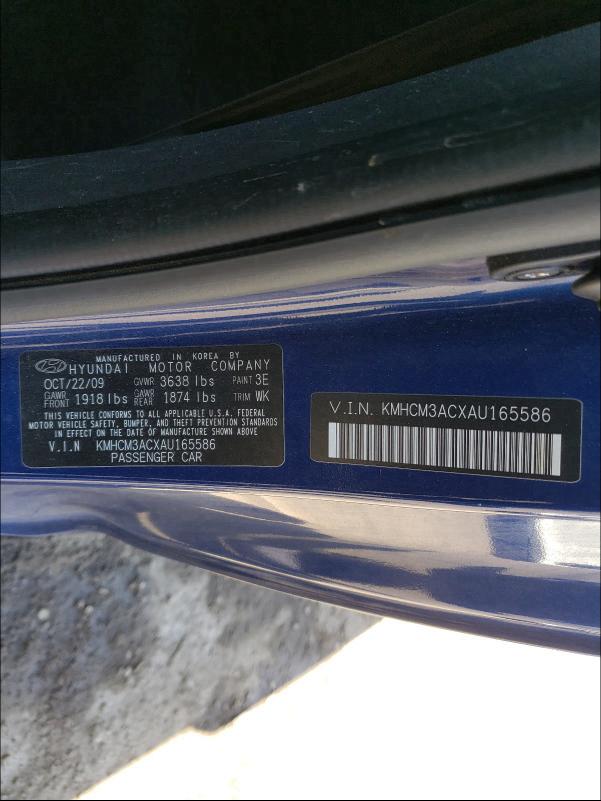 MANUFACTURED IN KOREA BY
HYUNDAI MOTOR COMPANY
OCT/22/09 GVWR 3638 lbs PAINT 3E
GAWR FRONT 1918 lbs GAWR REAR 1874 lbs TRIM WK
THIS VEHICLE CONFORMS TO ALL APPLICABLE U.S.A. FEDERAL
MOTOR VEHICLE SAFETY, BUMPER, AND THEFT PREVENTION STANDARDS
IN EFFECT ON THE DATE OF MANUFACTURE SHOWN ABOVE
V.I.N KMHCM3ACXAU165586
PASSENGER CAR
V.I.N. KMHCM3ACXAU165586